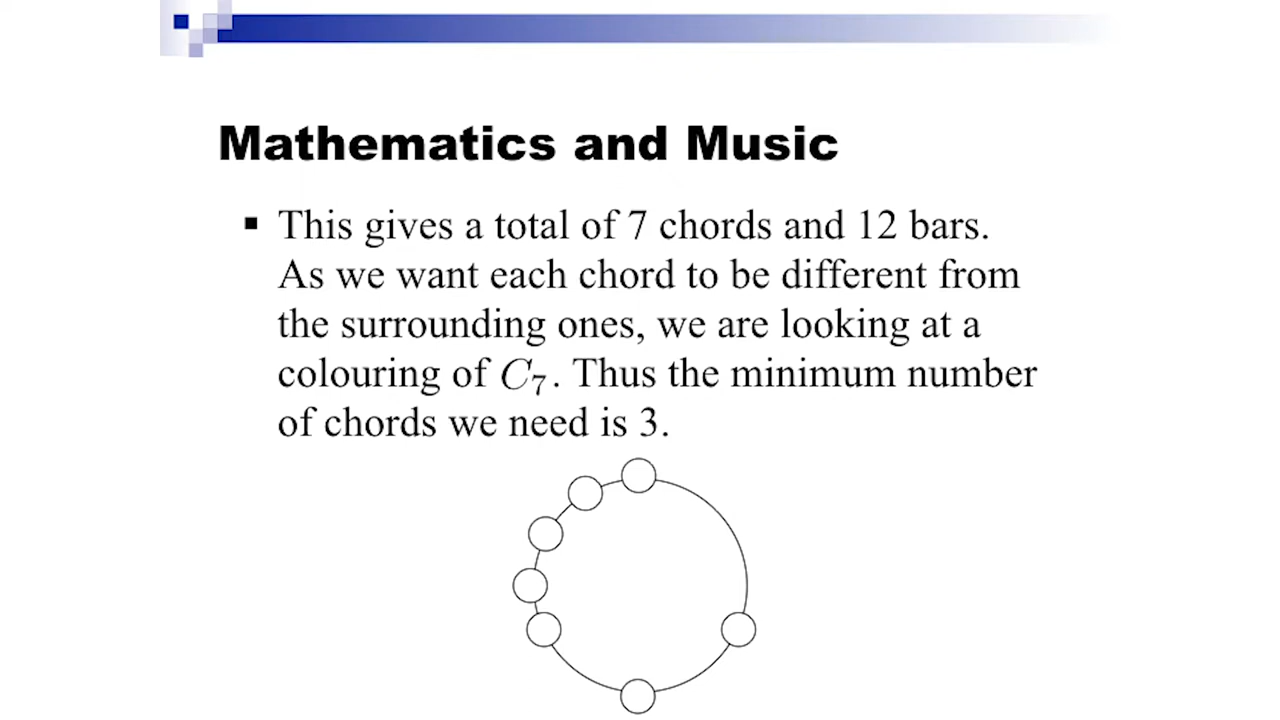 Mathematics and Music
▪ This gives a total of 7 chords and 12 bars.
As we want each chord to be different from
the surrounding ones, we are looking at a
colouring of C₇. Thus the minimum number
of chords we need is 3.